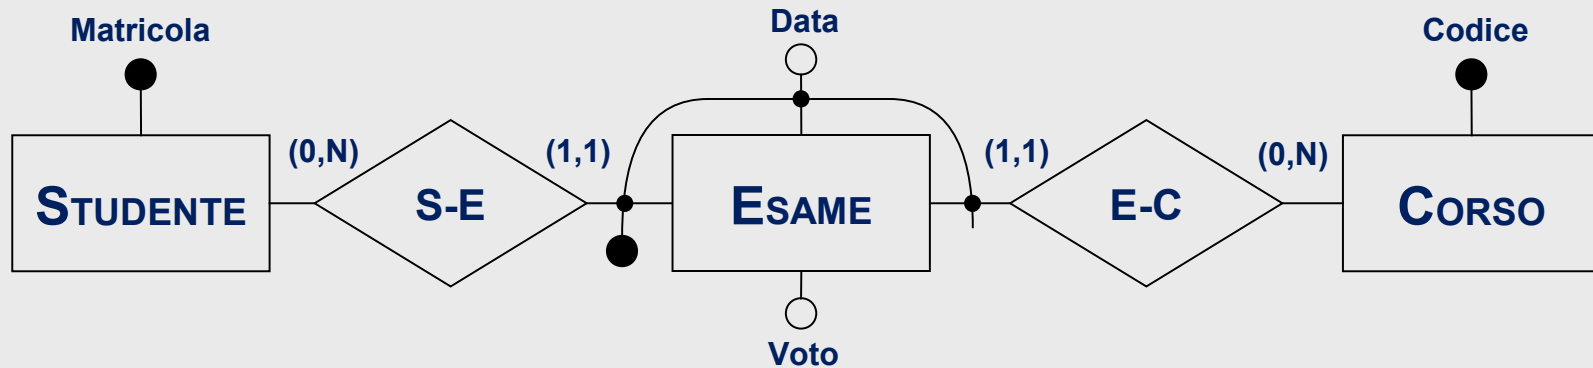 Matricola
Data
Codice
(0,N)
(1,1)
(1,1)
(0,N)
STUDENTE
S-E
ESAME
E-C
CORSO
Voto